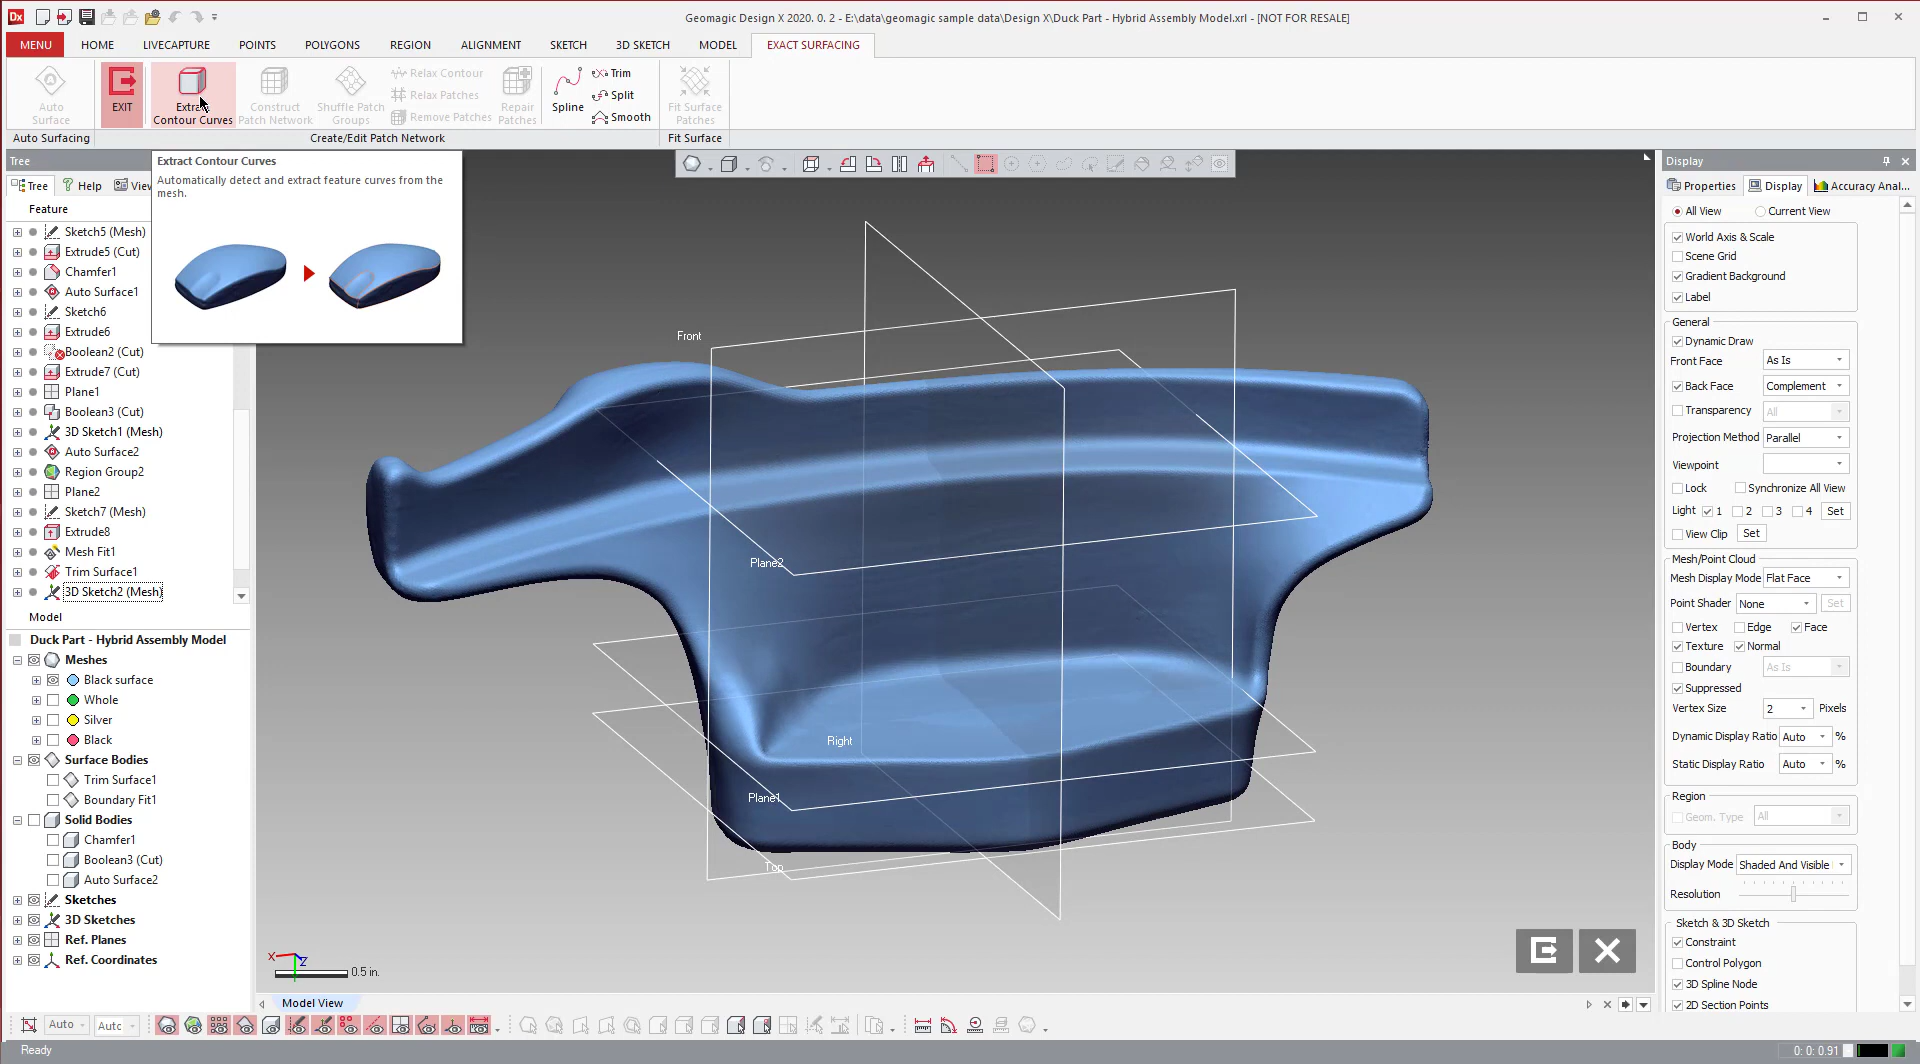 Dx
Geomagic Design X 2020. 0. 2 - E:\data\geomagic sample data\Design X\Duck Part - Hybrid Assembly Model.xrl - [NOT FOR RESALE]
MENU HOME LIVECAPTURE POINTS POLYGONS REGION ALIGNMENT SKETCH 3D SKETCH MODEL EXACT SURFACING
Auto Surface
EXIT
Extract Contour Curves
Construct Patch Network
Shuffle Patch Groups
Relax Contour
Relax Patches
Remove Patches
Repair Patches
Spline
Trim
Split
Smooth
Fit Surface Patches
Auto Surfacing Create/Edit Patch Network Fit Surface
Tree
Tree Help View
Feature
Sketch5 (Mesh)
Extrude5 (Cut)
Chamfer1
Auto Surface1
Sketch6
Extrude6
Boolean2 (Cut)
Extrude7 (Cut)
Plane1
Boolean3 (Cut)
3D Sketch1 (Mesh)
Auto Surface2
Region Group2
Plane2
Sketch7 (Mesh)
Extrude8
Mesh Fit1
Trim Surface1
3D Sketch2 (Mesh)
Model
Duck Part - Hybrid Assembly Model
Meshes
Black surface
Whole
Silver
Black
Surface Bodies
Trim Surface1
Boundary Fit1
Solid Bodies
Chamfer1
Boolean3 (Cut)
Auto Surface2
Sketches
3D Sketches
Ref. Planes
Ref. Coordinates
Extract Contour Curves
Automatically detect and extract feature curves from the
mesh.
Front
Plane2
Right
Plane1
Top
X Z
0.5 in.
Model View
Display
Properties Display Accuracy Anal...
All View Current View
World Axis & Scale
Scene Grid
Gradient Background
Label
General
Dynamic Draw
Front Face As Is
Back Face Complement
Transparency All
Projection Method Parallel
Viewpoint
Lock Synchronize All View
Light 1 2 3 4 Set
View Clip Set
Mesh/Point Cloud
Mesh Display Mode Flat Face
Point Shader None Set
Vertex Edge Face
Texture Normal
Boundary As Is
Suppressed
Vertex Size 2 Pixels
Dynamic Display Ratio Auto %
Static Display Ratio Auto %
Region
Geom. Type All
Body
Display Mode Shaded And Visible
Resolution
Sketch & 3D Sketch
Constraint
Control Polygon
3D Spline Node
2D Section Points
Auto Autc
Ready
0: 0: 0.91